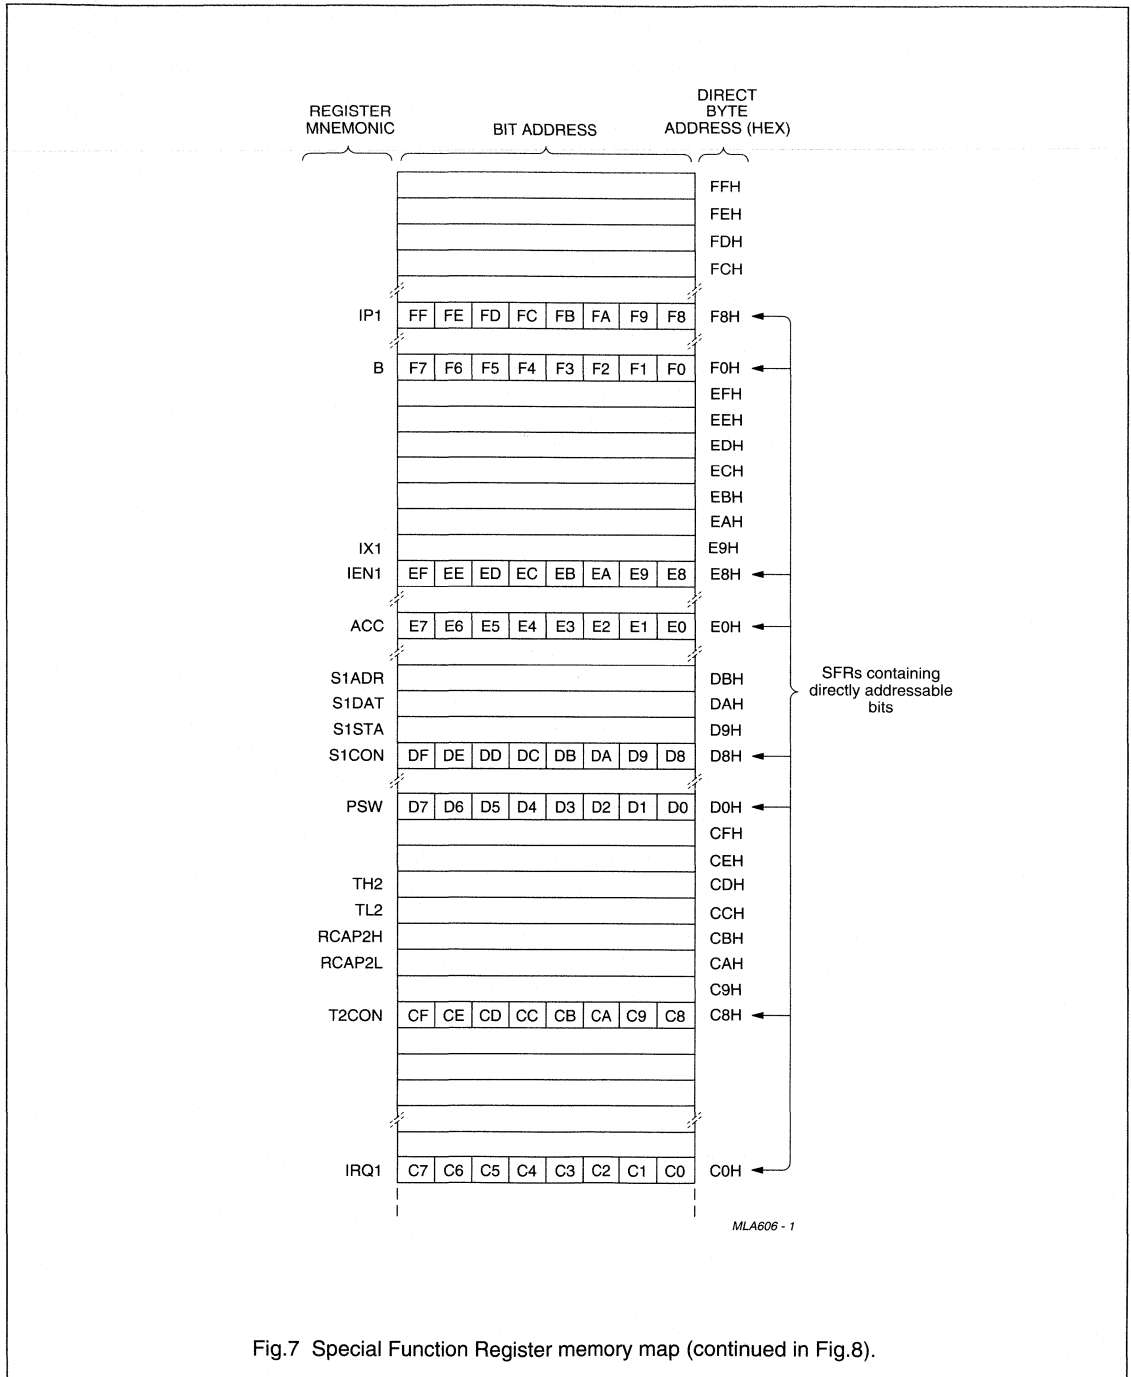 REGISTER
MNEMONIC
BIT ADDRESS
DIRECT
BYTE
ADDRESS (HEX)
FFH
FEH
FDH
FCH
IP1 FF FE FD FC FB FA F9 F8 F8H
B F7 F6 F5 F4 F3 F2 F1 F0 F0H
EFH
EEH
EDH
ECH
EBH
EAH
IX1 E9H
IEN1 EF EE ED EC EB EA E9 E8 E8H
ACC E7 E6 E5 E4 E3 E2 E1 E0 E0H
SFRs containing
directly addressable
bits
S1ADR DBH
S1DAT DAH
S1STA D9H
S1CON DF DE DD DC DB DA D9 D8 D8H
PSW D7 D6 D5 D4 D3 D2 D1 D0 D0H
CFH
CEH
TH2 CDH
TL2 CCH
RCAP2H CBH
RCAP2L CAH
C9H
T2CON CF CE CD CC CB CA C9 C8 C8H
IRQ1 C7 C6 C5 C4 C3 C2 C1 C0 C0H
MLA606 - 1
Fig.7 Special Function Register memory map (continued in Fig.8).